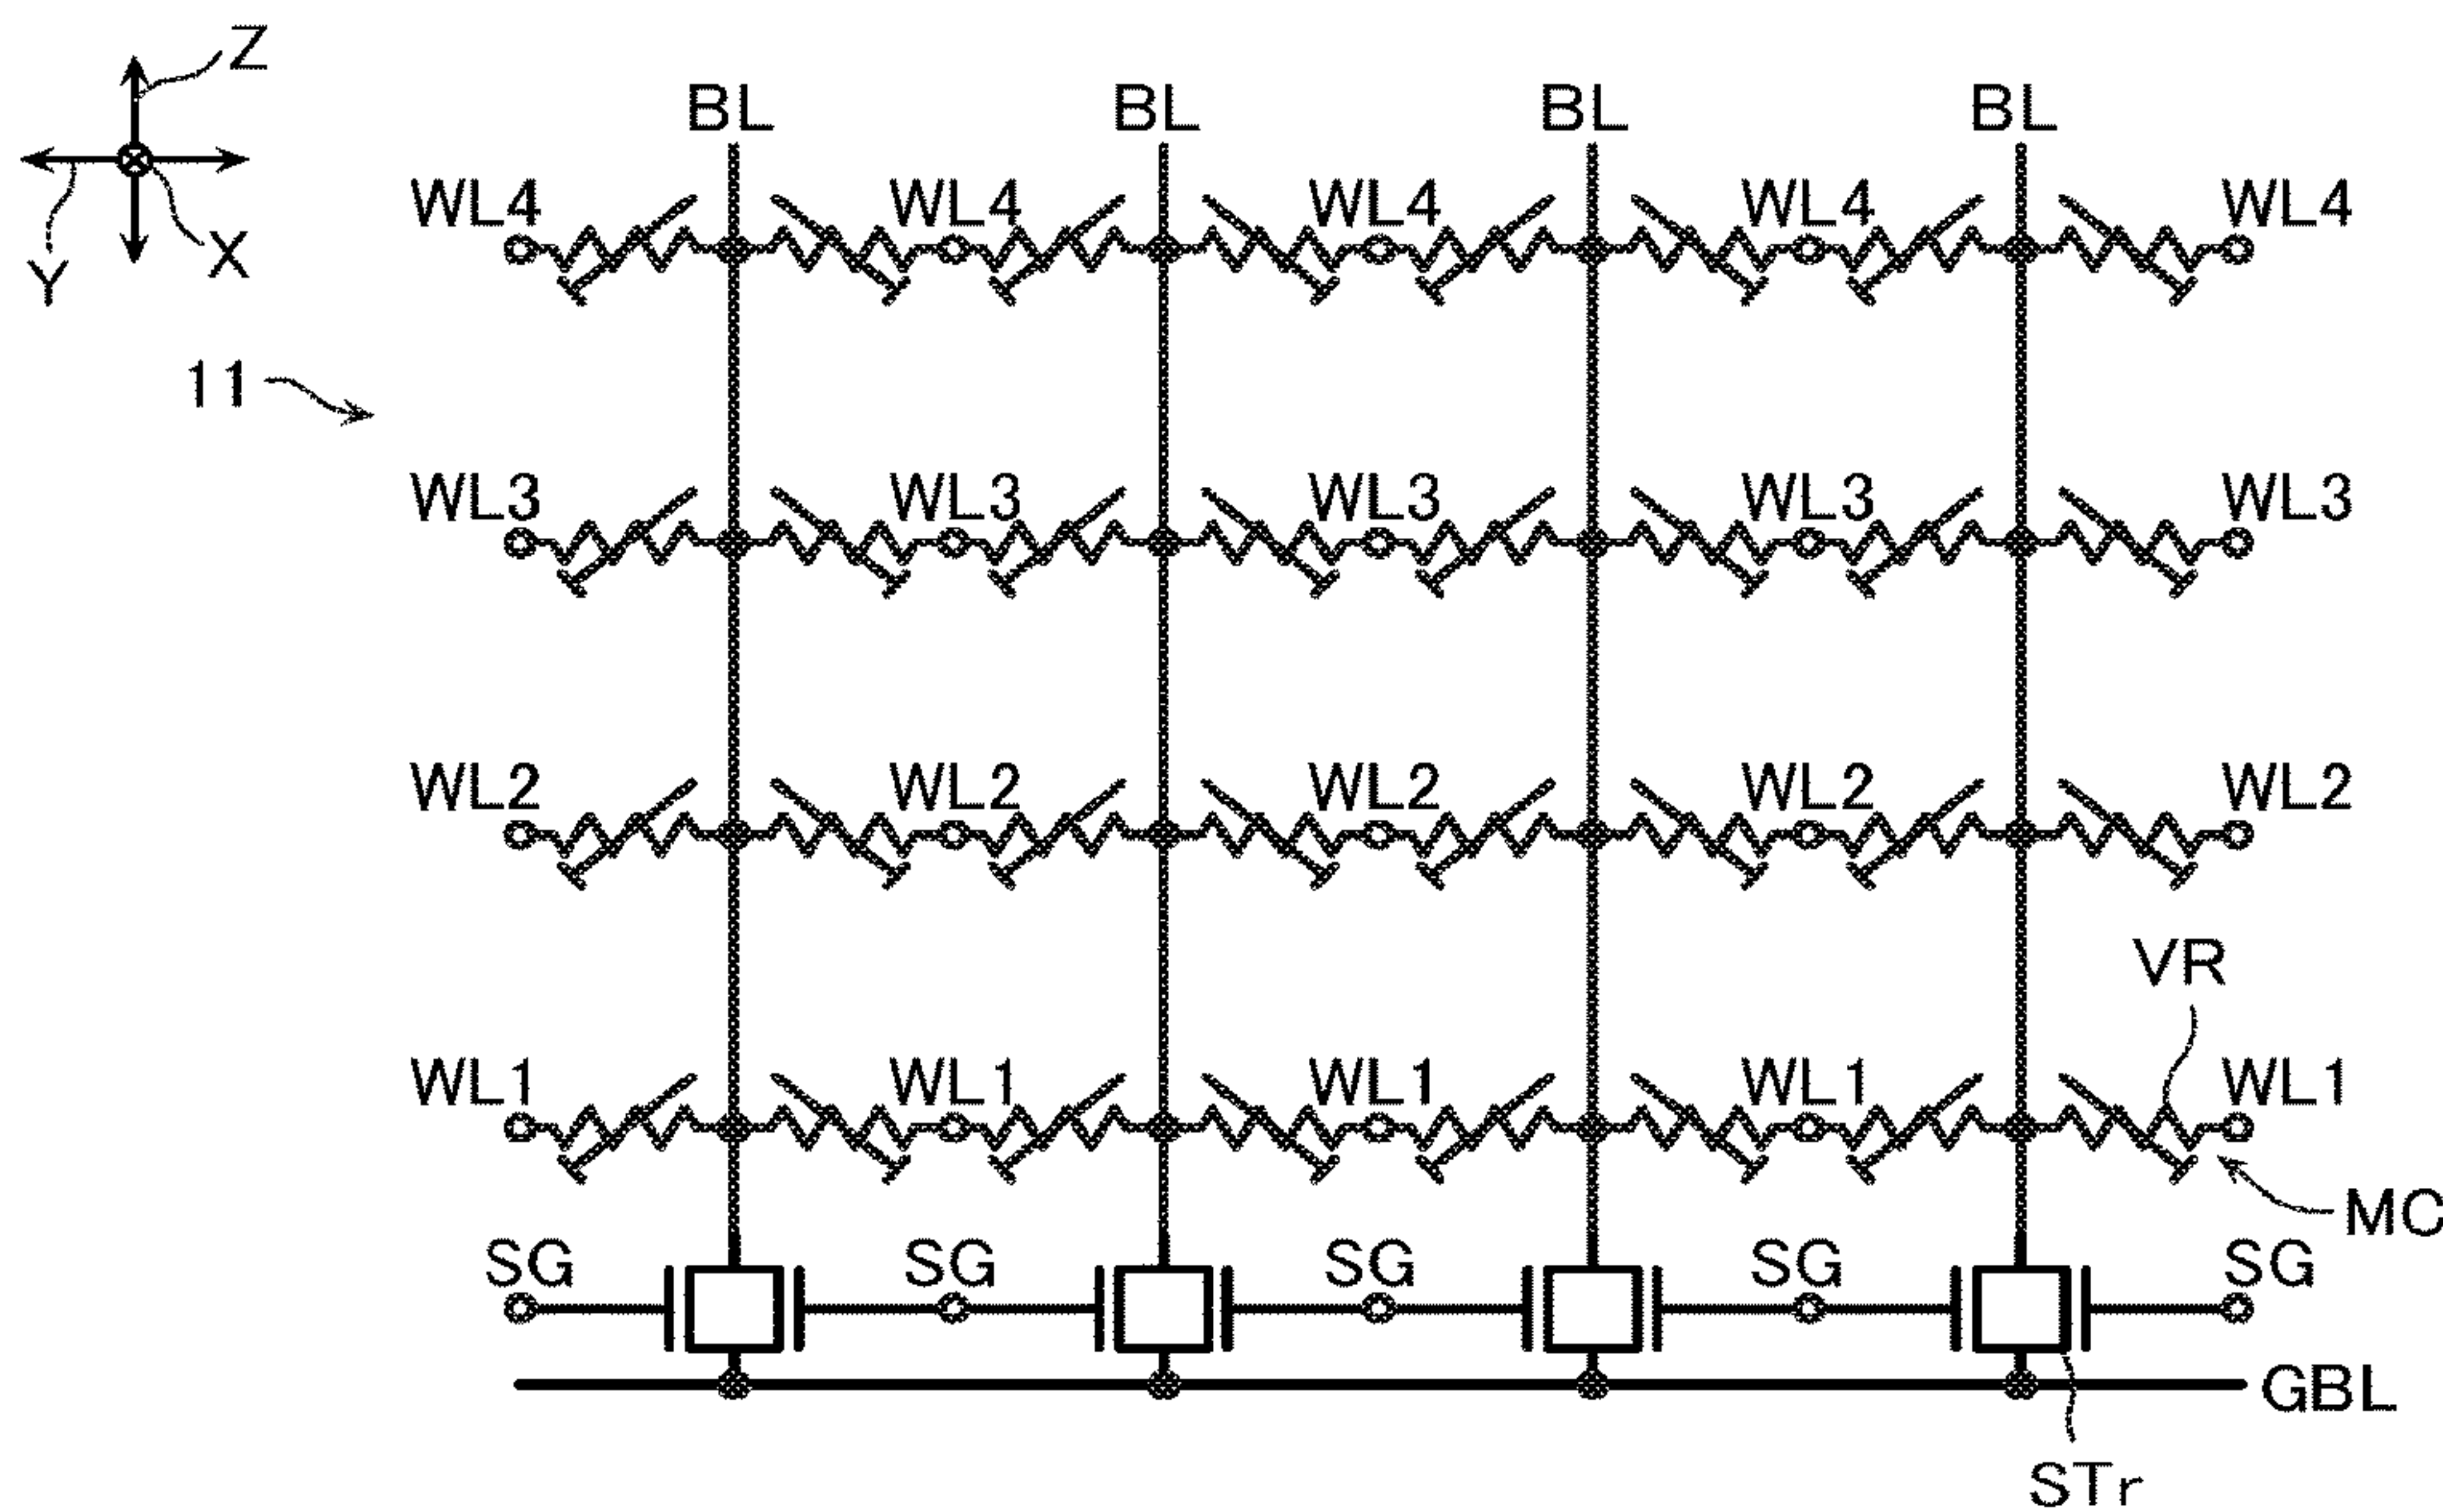 Z
Y
X
11
BL BL BL BL
WL4 WL4 WL4 WL4 WL4
WL3 WL3 WL3 WL3 WL3
WL2 WL2 WL2 WL2 WL2
VR
WL1 WL1 WL1 WL1 WL1
MC
SG SG SG SG SG
GBL
STr